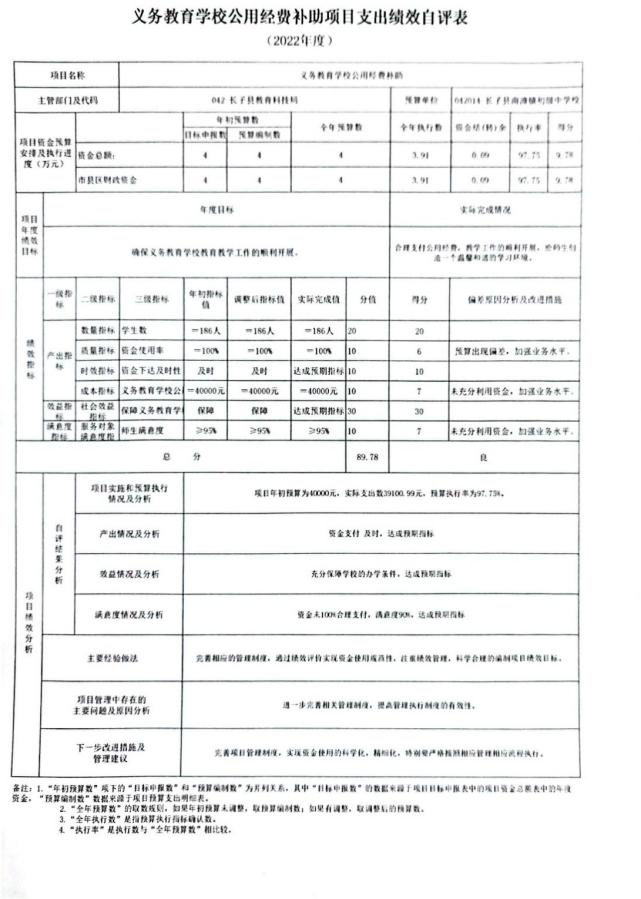 义务教育学校公用经费补助项目支出绩效自评表
（2022年度）
项目名称 义务教育学校公用经费补助
主管部门及代码 042 长子县教育科技局 预算单位 042014 长子县南漳镇初级中学校
项目资金预算安排及执行进度（万元） 年初预算数 全年预算数 全年执行数 资金结(转)余 执行率 得分
目标申报数 预算编制数
资金总额: 4 4 4 3.91 0.09 97.75 9.78
市县区财政资金 4 4 4 3.91 0.09 97.75 9.78
项目年度绩效目标 年度目标 实际完成情况
确保义务教育学校教育教学工作的顺利开展。 合理支付公用经费，教学工作的顺利开展，给师生创造一个温馨和谐的学习环境。
绩效指标 一级指标 二级指标 三级指标 年初指标值 调整后指标值 实际完成值 分值 得分 偏差原因分析及改进措施
产出指标 数量指标 学生数 =186人 =186人 =186人 20 20
质量指标 资金使用率 =100% =100% =100% 10 6 预算出现偏差，加强业务水平。
时效指标 资金下达及时性 及时 及时 达成预期指标 10 10
成本指标 义务教育学校公 =40000元 =40000元 =40000元 10 7 未充分利用资金，加强业务水平。
效益指标 社会效益指标 保障义务教育学 保障 保障 达成预期指标 30 30
满意度指标 服务对象满意度指 师生满意度 ≥95% ≥95% ≥95% 10 7 未充分利用资金，加强业务水平。
总 分 89.78 良
项目绩效分析 自评结果分析 项目实施和预算执行情况及分析 项目年初预算为40000元，实际支出数39100.99元，预算执行率为97.75%。
产出情况及分析 资金支付 及时，达成预期指标
效益情况及分析 充分保障学校的办学条件，达成预期指标
满意度情况及分析 资金未100%合理支付，满意度90%，达成预期指标
主要经验做法 完善相应的管理制度，通过绩效评价实现资金使用规范性，注重绩效管理，科学合理的编制项目绩效目标。
项目管理中存在的主要问题及原因分析 进一步完善相关管理制度，提高管理执行制度的有效性。
下一步改进措施及管理建议 完善项目管理制度，实现资金使用的科学化，精细化，特别要严格按照相应管理相应流程执行。
备注：1.“年初预算数”项下的“目标申报数”和“预算编制数”为并列关系，其中“目标申报数”的数据来源于项目目标申报表中的项目资金总额表中的年度
资金，“预算编制数”数据来源于项目预算支出明细表。
2.“全年预算数”的取数规则，如果年初预算未调整，取预算编制数；如果有调整，取调整后的预算数。
3.“全年执行数”是指预算执行指标确认数。
4.“执行率”是执行数与“全年预算数”相比较。